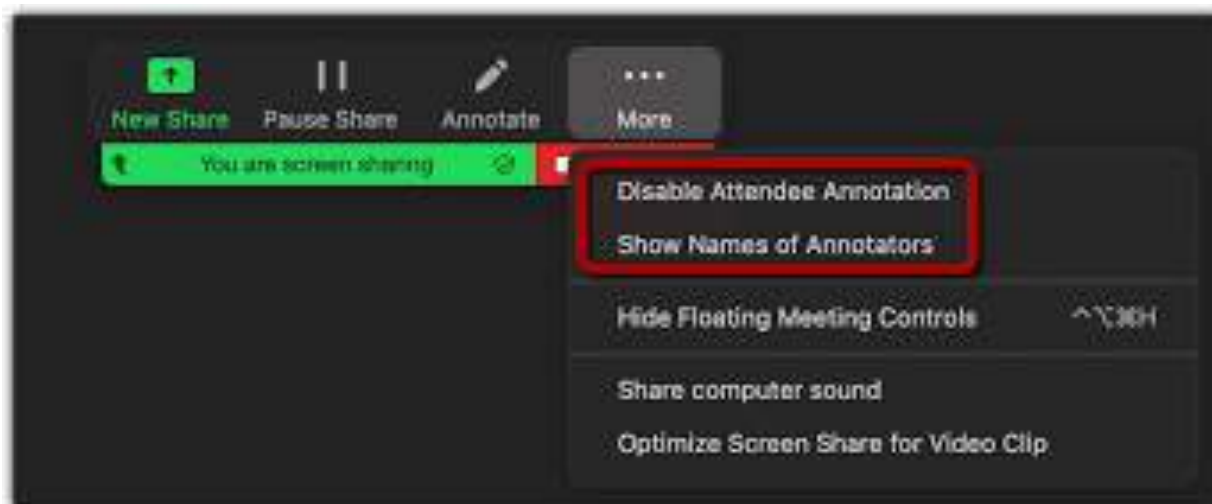 New Share Pause Share Annotate More
You are screen sharing
Disable Attendee Annotation
Show Names of Annotators
Hide Floating Meeting Controls ^⌥⌘H
Share computer sound
Optimize Screen Share for Video Clip